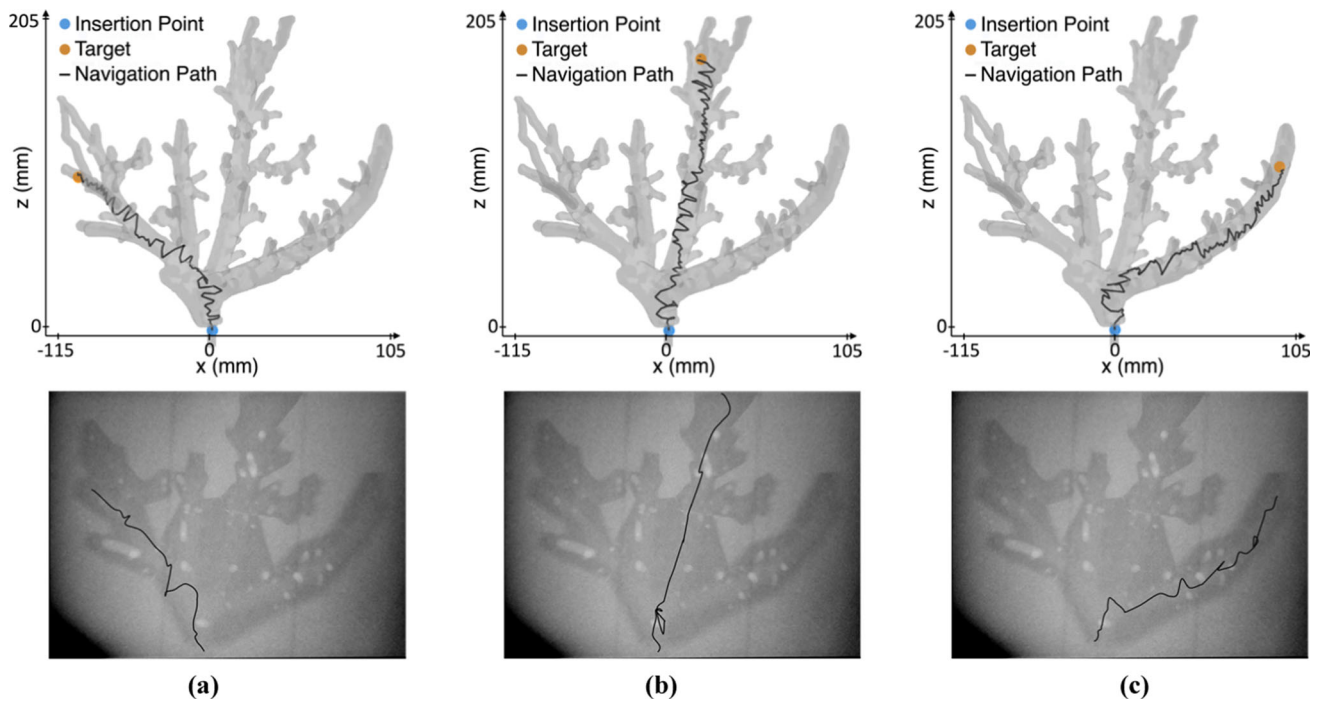 205
Insertion Point
Target
Navigation Path
z (mm)
0
-115
0
105
x (mm)
205
Insertion Point
Target
Navigation Path
z (mm)
0
-115
0
105
x (mm)
205
Insertion Point
Target
Navigation Path
z (mm)
0
-115
0
105
x (mm)
(a)
(b)
(c)